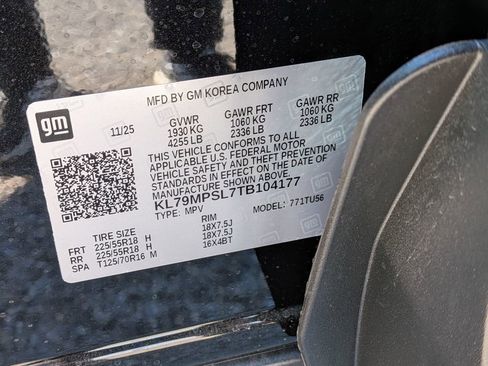 MFD BY GM KOREA COMPANY
gm
11/25
GVWR GAWR FRT GAWR RR
1930 KG 1060 KG 1060 KG
4255 LB 2336 LB 2336 LB
THIS VEHICLE CONFORMS TO ALL
APPLICABLE U.S. FEDERAL MOTOR
VEHICLE SAFETY AND THEFT PREVENTION
STANDARDS IN EFFECT ON THE DATE OF
MANUFACTURE SHOWN ABOVE.
KL79MPSL7TB104177
TYPE: MPV MODEL: 771TU56
TIRE SIZE RIM
FRT 225/55R18 H 18X7.5J
RR 225/55R18 H 18X7.5J
SPA T125/70R16 M 16X4BT